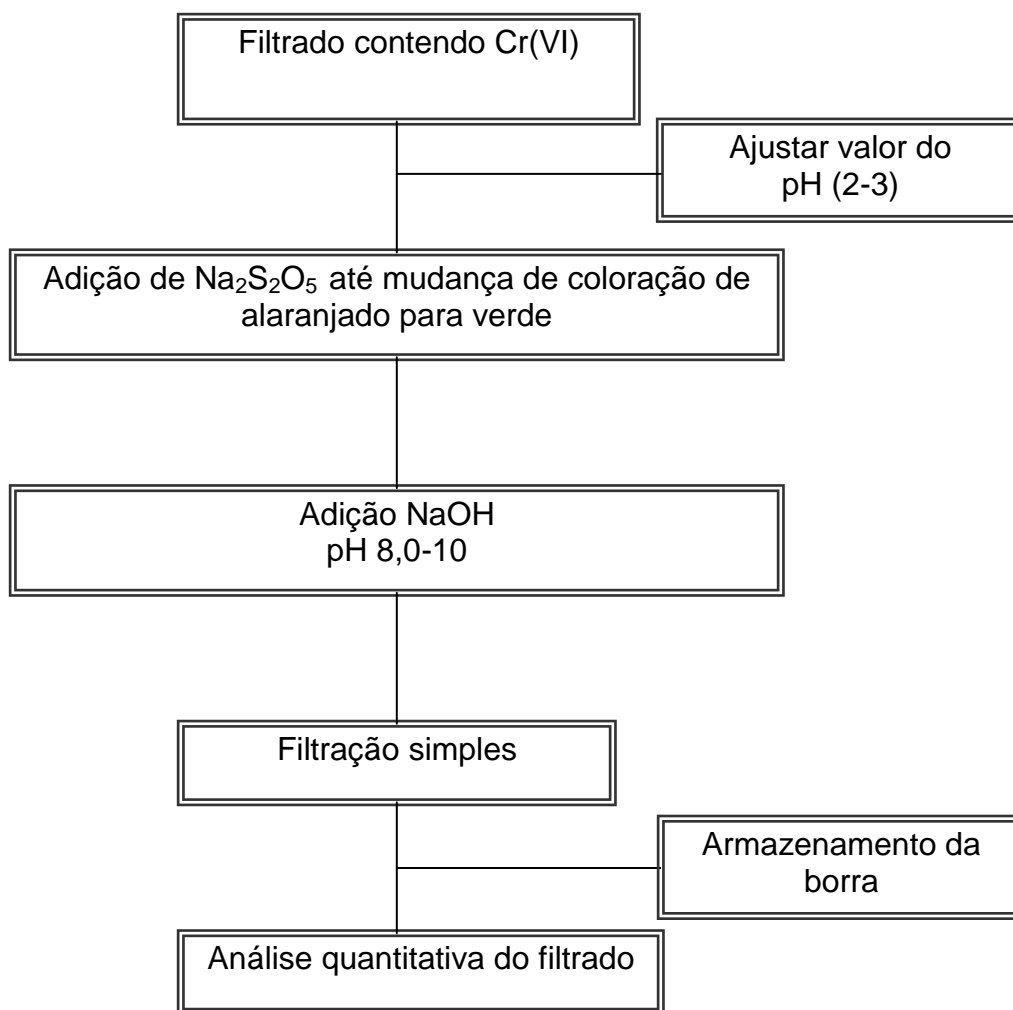 Filtrado contendo Cr(VI)
Ajustar valor do
pH (2-3)
Adição de Na₂S₂O₅ até mudança de coloração de
alaranjado para verde
Adição NaOH
pH 8,0-10
Filtração simples
Armazenamento da
borra
Análise quantitativa do filtrado